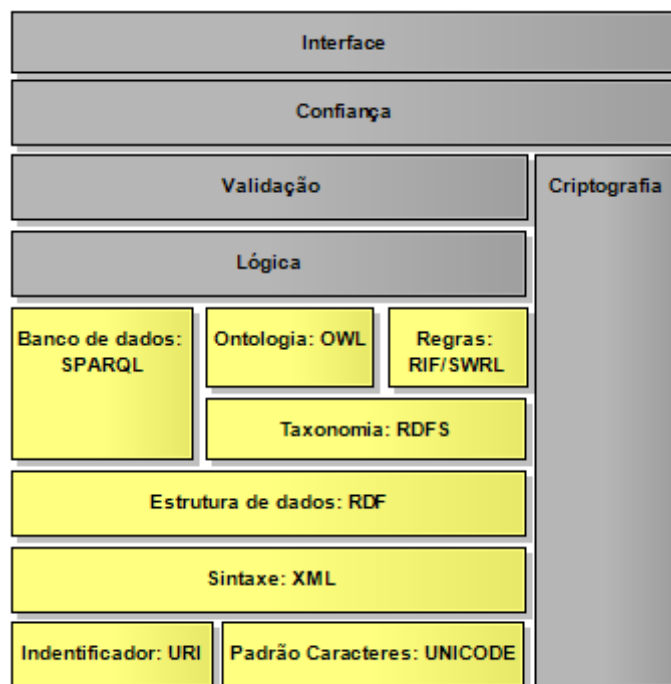 Interface
Confiança
Validação
Criptografia
Lógica
Banco de dados:
SPARQL
Ontologia: OWL
Regras:
RIF/SWRL
Taxonomia: RDFS
Estrutura de dados: RDF
Sintaxe: XML
Indentificador: URI
Padrão Caracteres: UNICODE